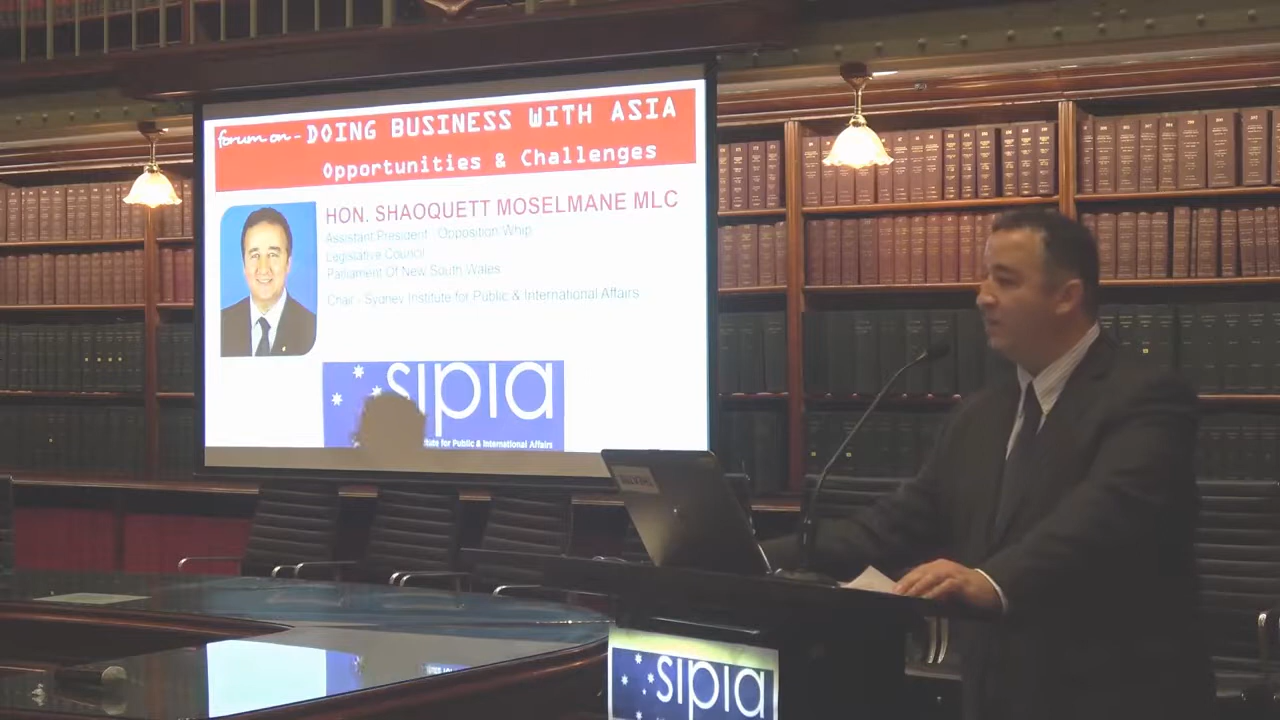 forum on - DOING BUSINESS WITH ASIA
Opportunities & Challenges
HON. SHAOQUETT MOSELMANE MLC
Assistant President Opposition Whip
Legislative Council
Parliament Of New South Wales
Chair - Sydney Institute for Public & International Affairs
sipia
for Public & International Affairs
sipia